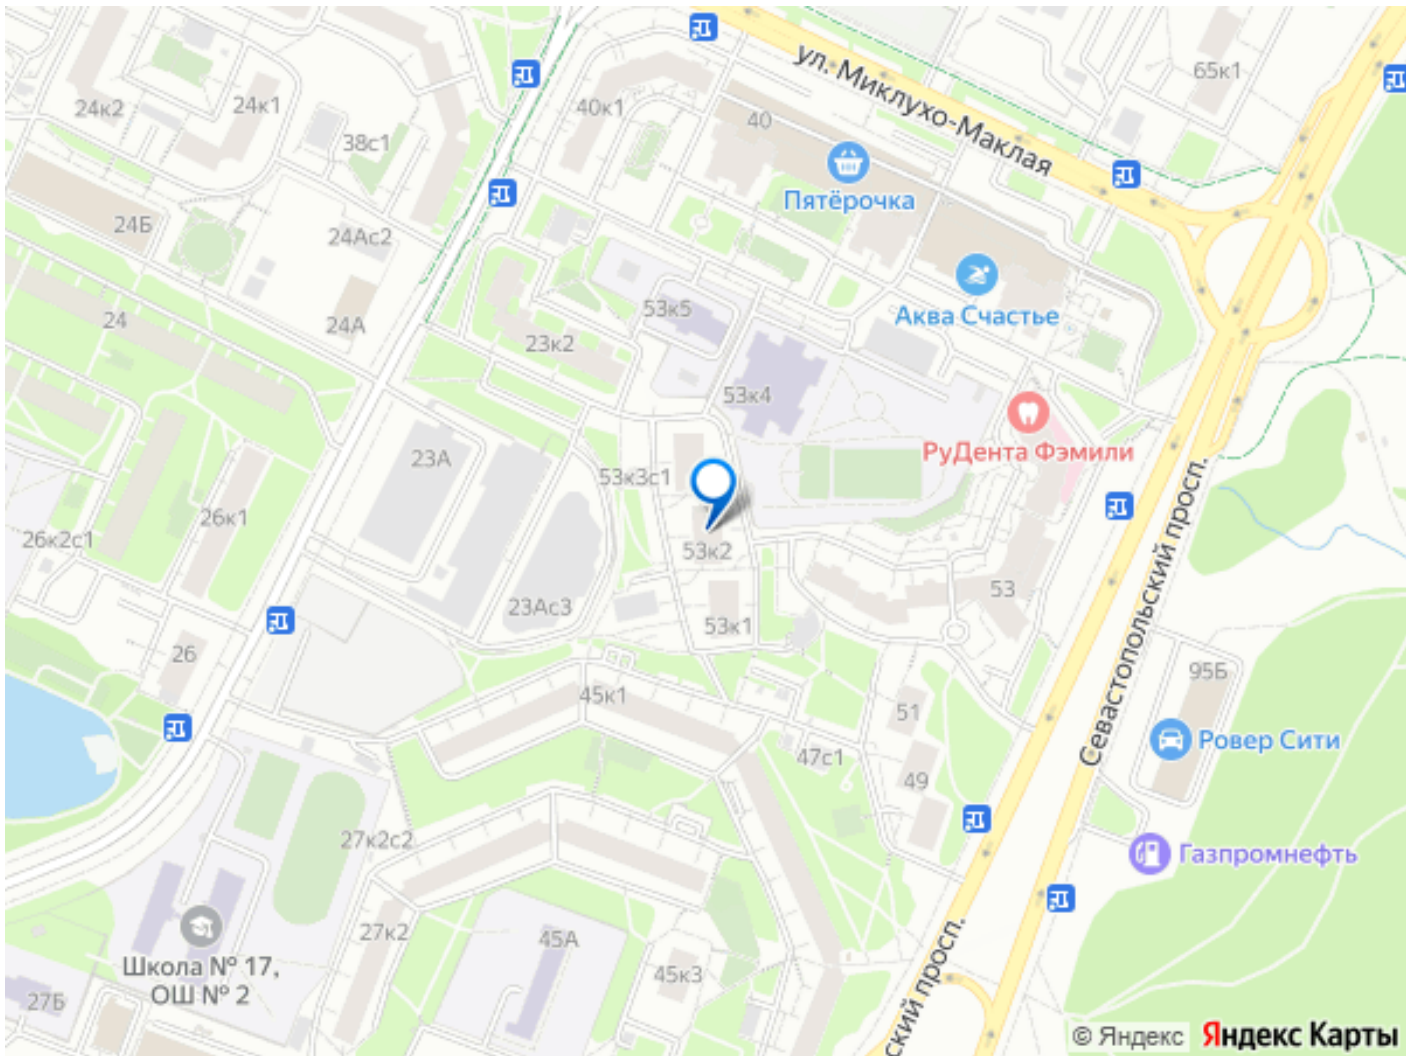 65к1
ул. Миклухо-Маклая
24к2
24к1
40к1
40
38с1
Пятёрочка
24Б
24Ас2
53к5
Аква Счастье
24
24А
23к2
53к4
РуДента Фэмили
23А
53к3с1
26к1
26к2с1
53к2
Севастопольский просп.
53
23Ас3
53к1
26
95Б
45к1
51
Ровер Сити
47с1
49
27к2с2
Газпромнефть
27к2
45А
ский просп.
Школа № 17,
ОШ № 2
45к3
27Б
© Яндекс Яндекс Карты